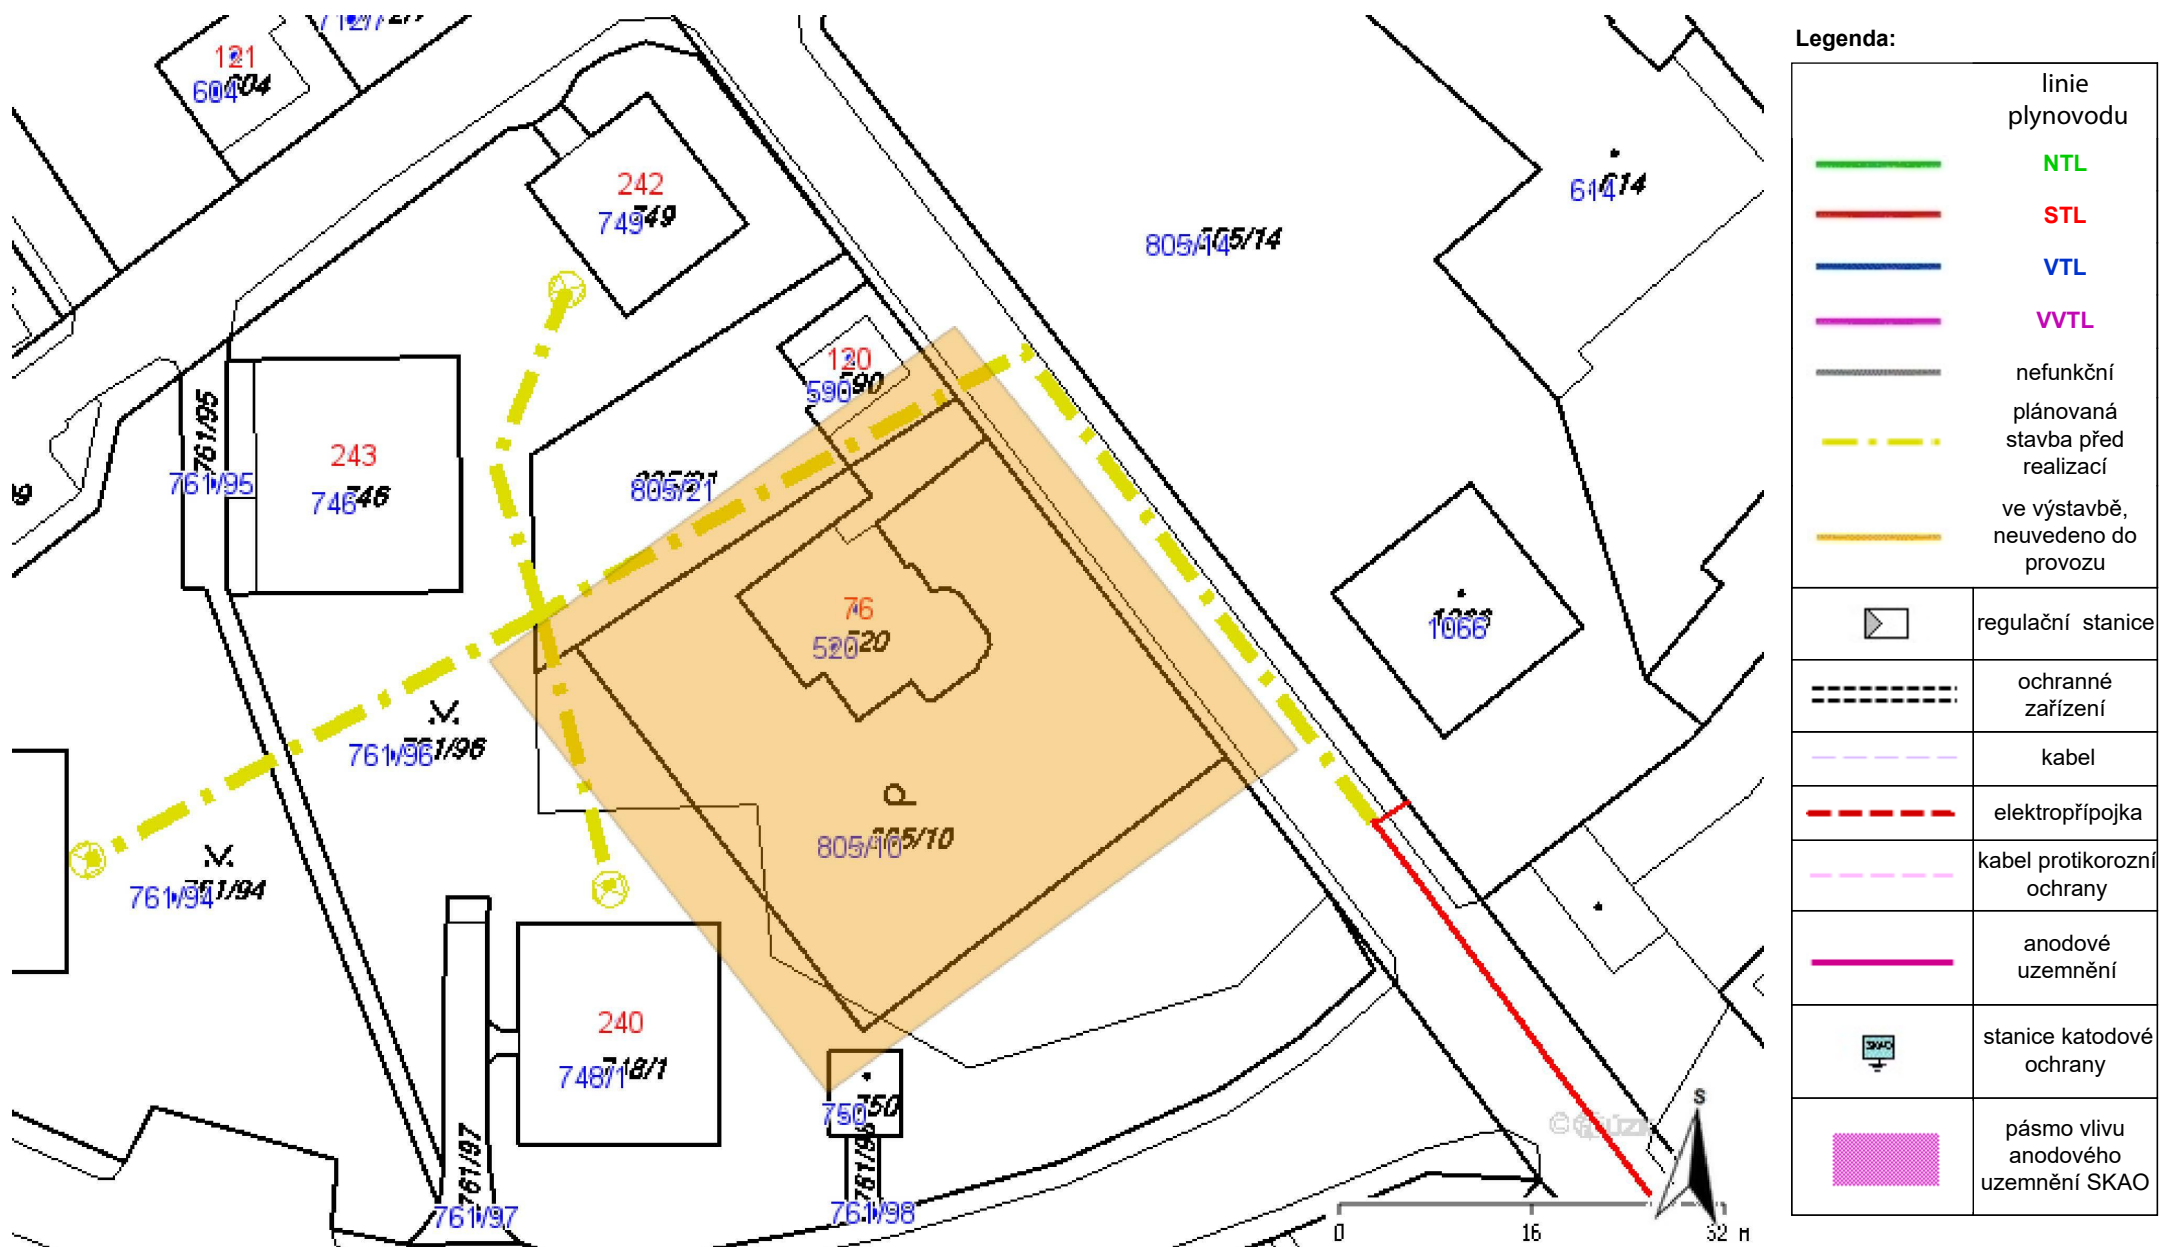 121
604
604
242
749
749
614
614
805/14
805/14
120
590
590
761/95
761/95
243
746
746
805/21
805/21
76
520
520
1066
1066
761/96
761/96
P
805/10
805/10
761/94
761/94
240
748/1
748/1
750
750
761/97
761/97
761/98
S
0
16
32 M
Legenda:
linie
plynovodu
NTL
STL
VTL
VVTL
nefunkční
plánovaná
stavba před
realizací
ve výstavbě,
neuvedeno do
provozu
regulační stanice
ochranné
zařízení
kabel
elektropřípojka
kabel protikorozní
ochrany
anodové
uzemnění
SKAO
stanice katodové
ochrany
pásmo vlivu
anodového
uzemnění SKAO